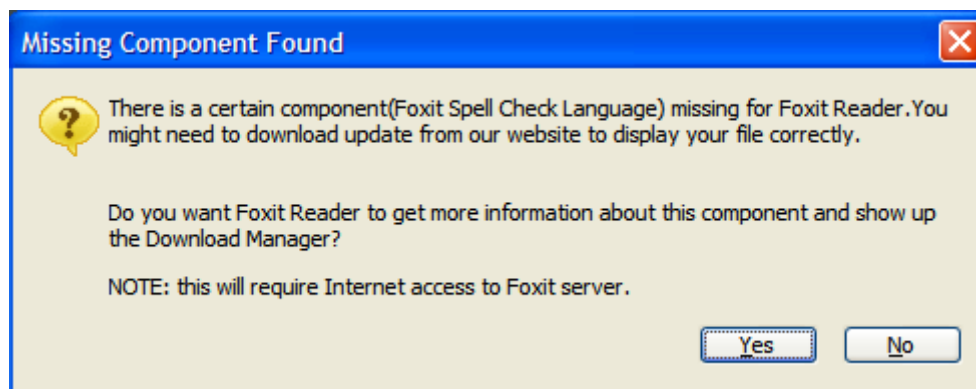 Missing Component Found
There is a certain component(Foxit Spell Check Language) missing for Foxit Reader.You
might need to download update from our website to display your file correctly.
Do you want Foxit Reader to get more information about this component and show up
the Download Manager?
NOTE: this will require Internet access to Foxit server.
Yes
No